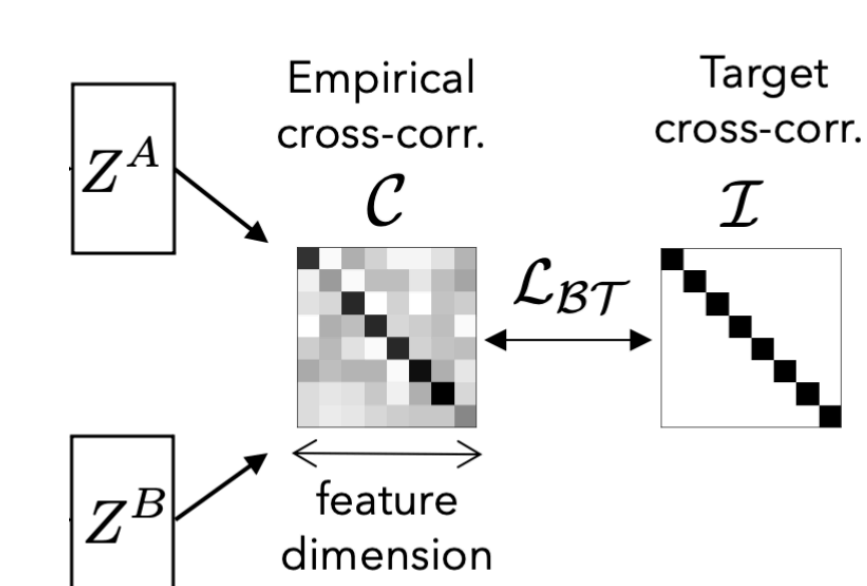 Empirical
cross-corr.
𝒞
Target
cross-corr.
ℐ
Z^A
ℒ_ℬ𝒯
Z^B
feature
dimension